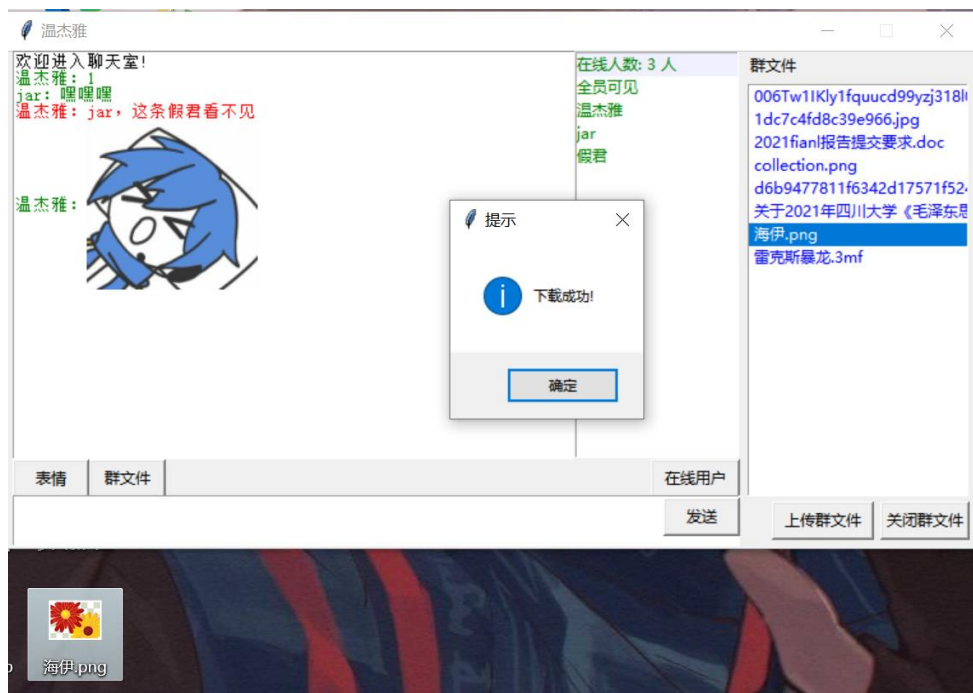 温杰雅
欢迎进入聊天室!
温杰雅: 1
jar: 嘿嘿嘿
温杰雅: jar, 这条假君看不见
温杰雅:
在线人数: 3 人
全员可见
温杰雅
jar
假君
群文件
006Tw1IKly1fquucd99yzj318l
1dc7c4fd8c39e966.jpg
2021fianl报告提交要求.doc
collection.png
d6b9477811f6342d17571f52
关于2021年四川大学《毛泽东思
海伊.png
雷克斯暴龙.3mf
提示
下载成功!
确定
表情
群文件
在线用户
发送
上传群文件
关闭群文件
海伊.png